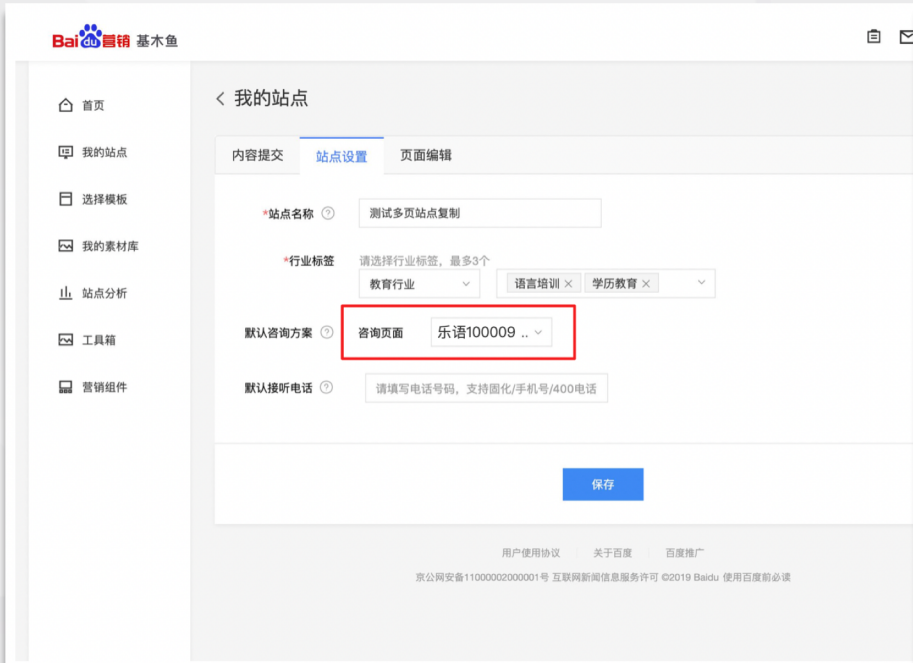 Bai du 营销 基木鱼
首页
我的站点
选择模板
我的素材库
站点分析
工具箱
营销组件
我的站点
内容提交 站点设置 页面编辑
*站点名称 ? 测试多页站点复制
*行业标签 请选择行业标签，最多3个
教育行业 语言培训 × 学历教育 ×
默认咨询方案 ? 咨询页面 乐语100009 ..
默认接听电话 ? 请填写电话号码，支持固化/手机号/400电话
保存
用户使用协议 关于百度 百度推广
京公网安备11000002000001号 互联网新闻信息服务许可 ©2019 Baidu 使用百度前必读